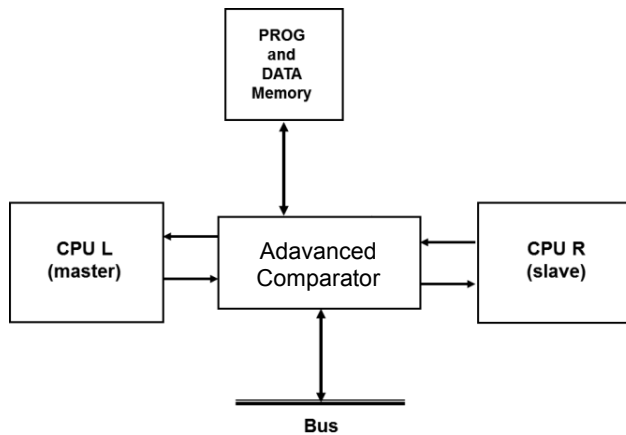 PROG
and
DATA
Memory
CPU L
(master)
Adavanced
Comparator
CPU R
(slave)
Bus